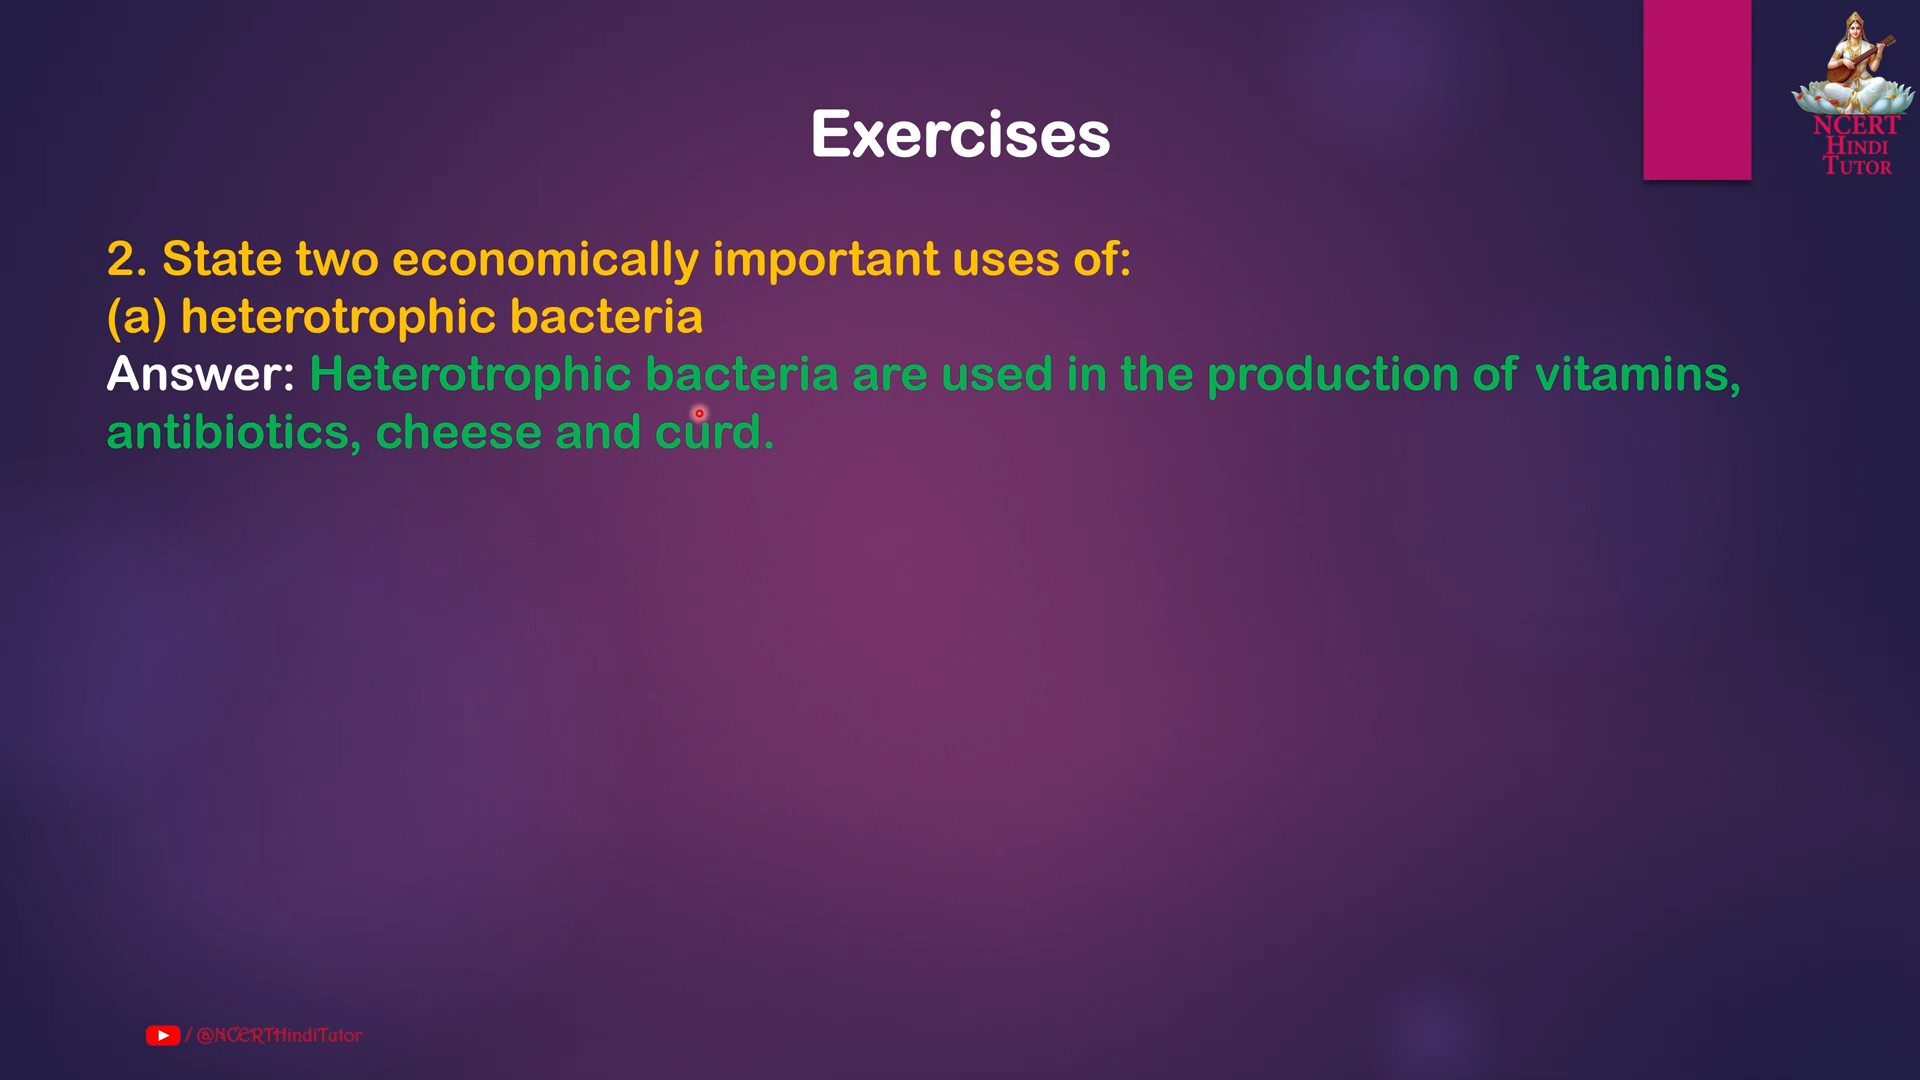 NCERT
HINDI
TUTOR
Exercises
2. State two economically important uses of:
(a) heterotrophic bacteria
Answer: Heterotrophic bacteria are used in the production of vitamins,
antibiotics, cheese and curd.
/ @NCERTHindiTutor